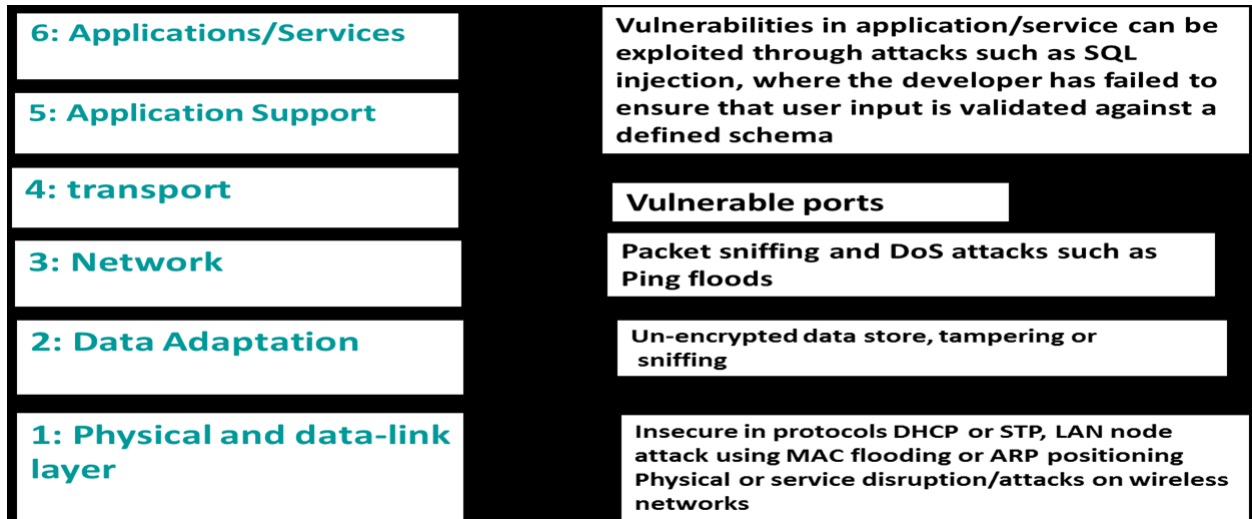 6: Applications/Services
Vulnerabilities in application/service can be
exploited through attacks such as SQL
injection, where the developer has failed to
ensure that user input is validated against a
defined schema
5: Application Support
4: transport
Vulnerable ports
3: Network
Packet sniffing and DoS attacks such as
Ping floods
2: Data Adaptation
Un-encrypted data store, tampering or
sniffing
1: Physical and data-link
layer
Insecure in protocols DHCP or STP, LAN node
attack using MAC flooding or ARP positioning
Physical or service disruption/attacks on wireless
networks